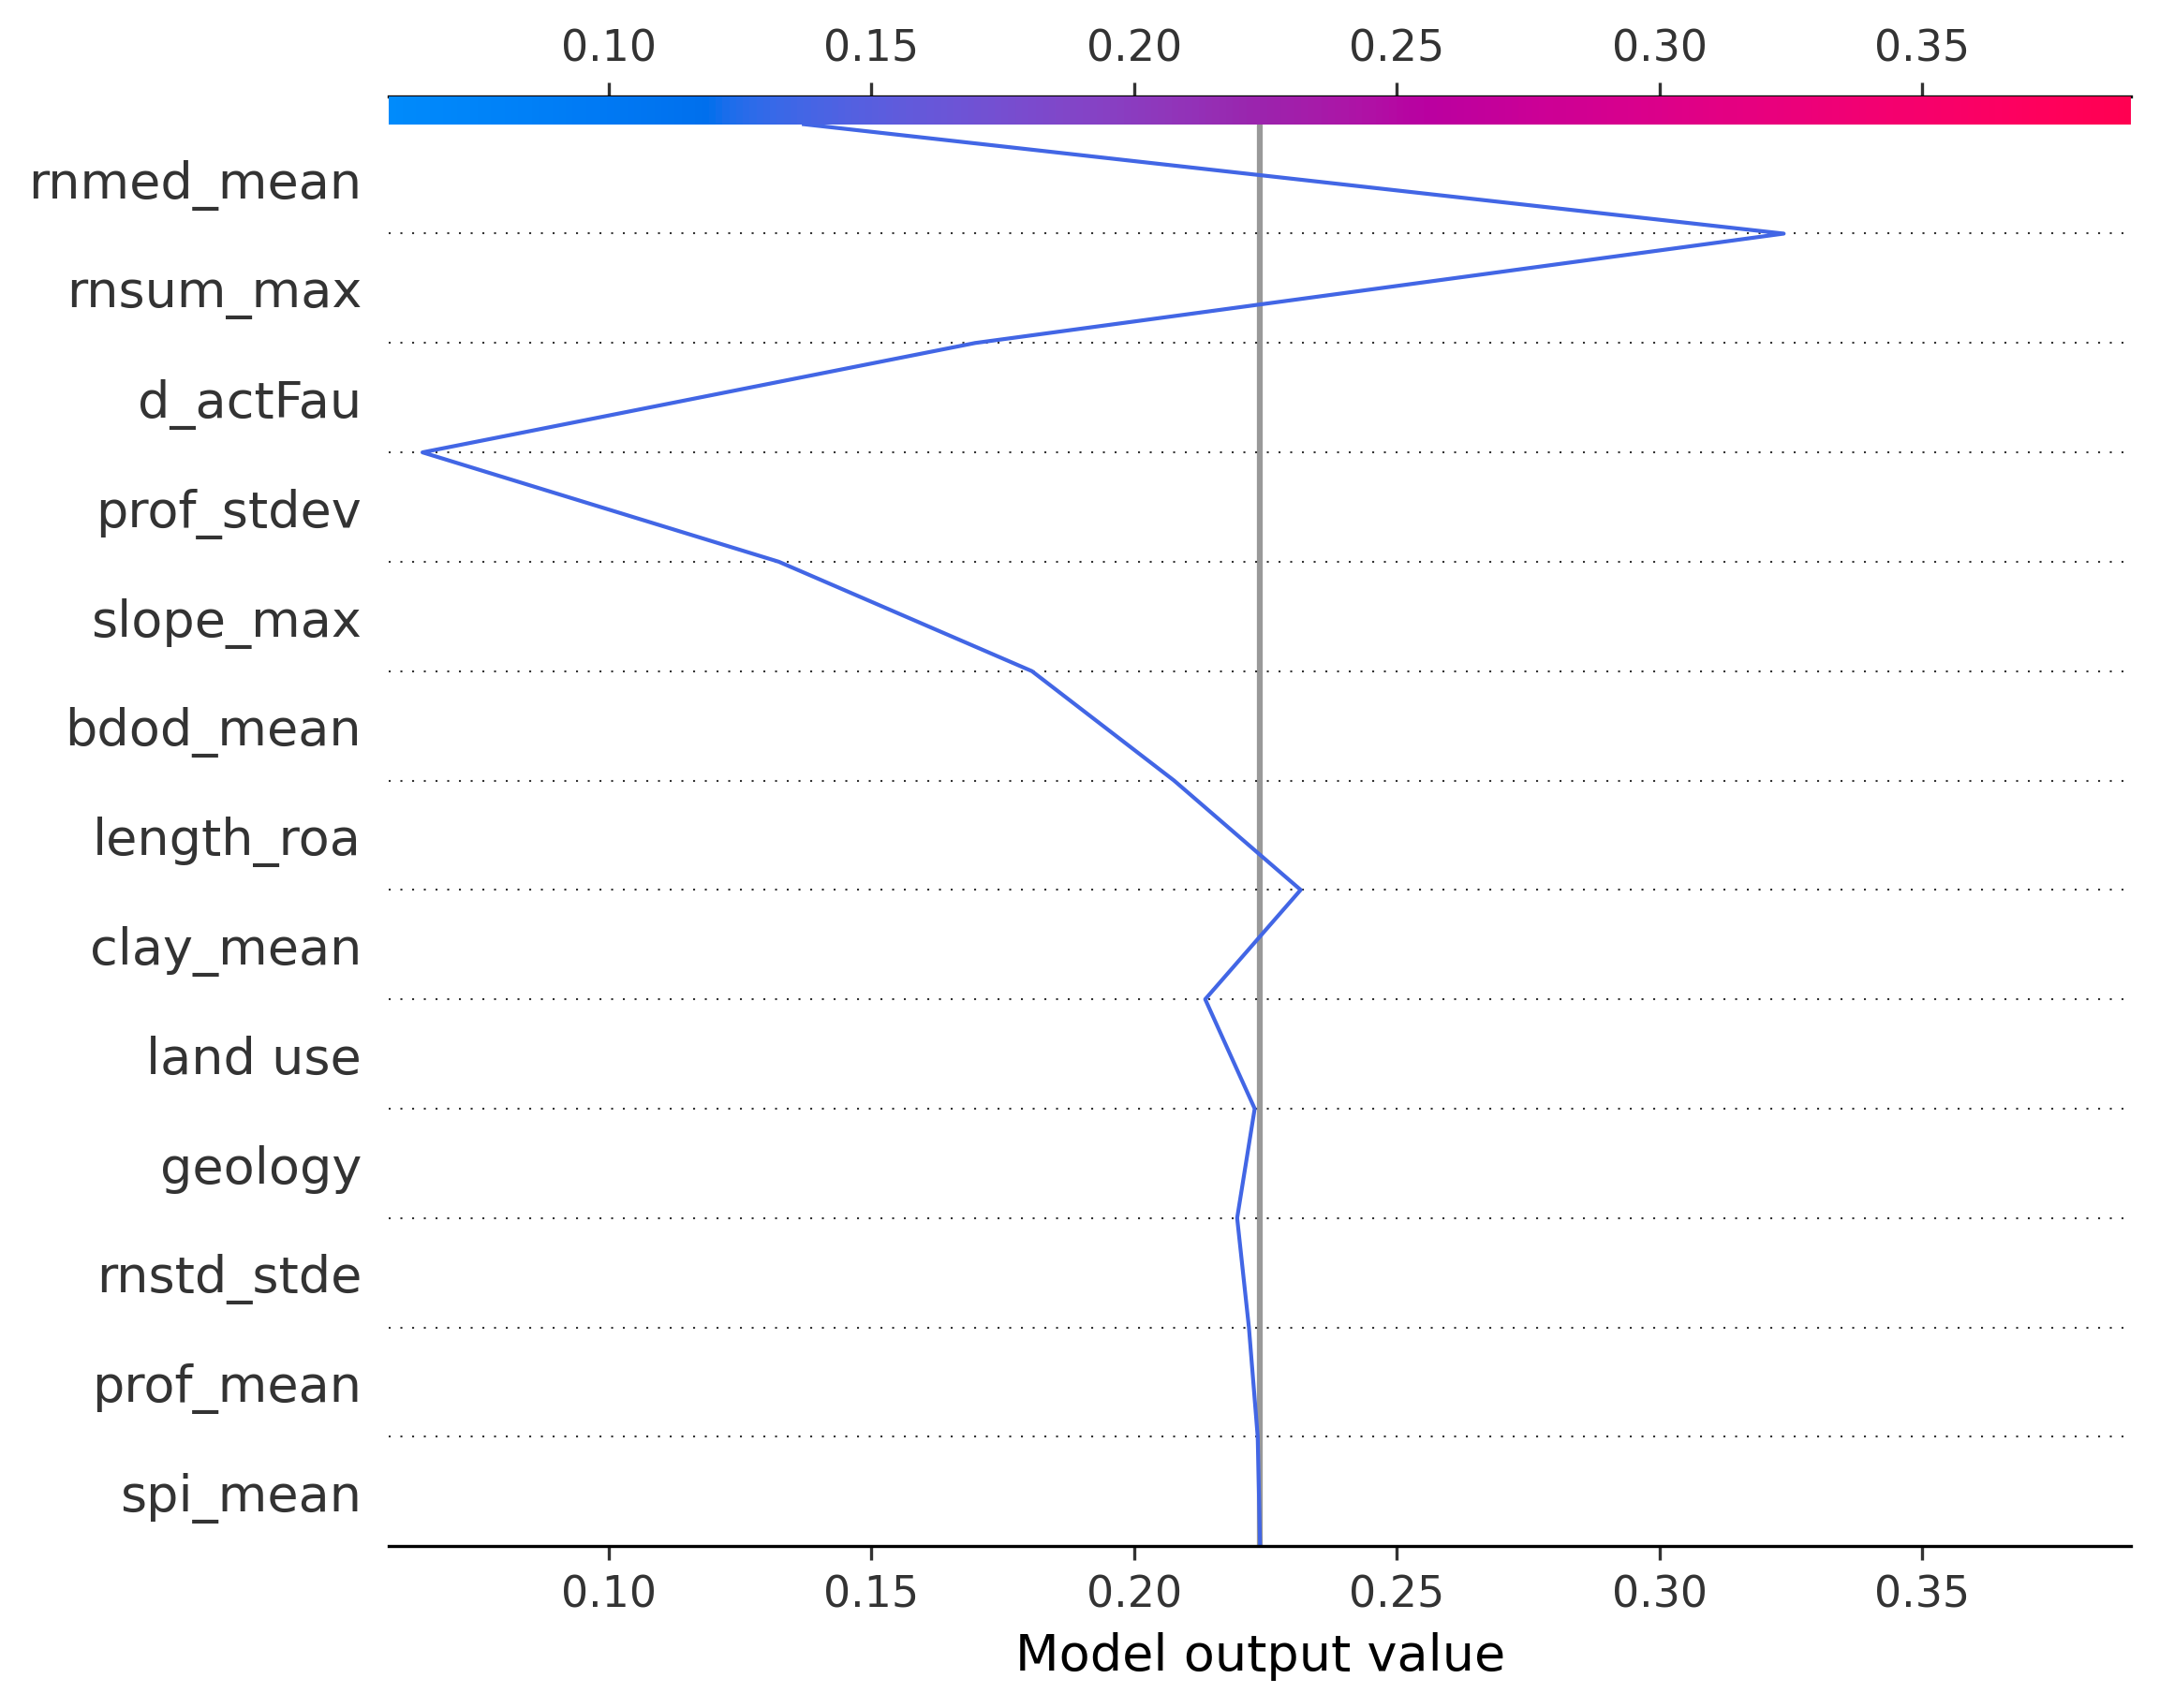 0.10 0.15 0.20 0.25 0.30 0.35
rnmed_mean
rnsum_max
d_actFau
prof_stdev
slope_max
bdod_mean
length_roa
clay_mean
land use
geology
rnstd_stde
prof_mean
spi_mean
0.10 0.15 0.20 0.25 0.30 0.35
Model output value